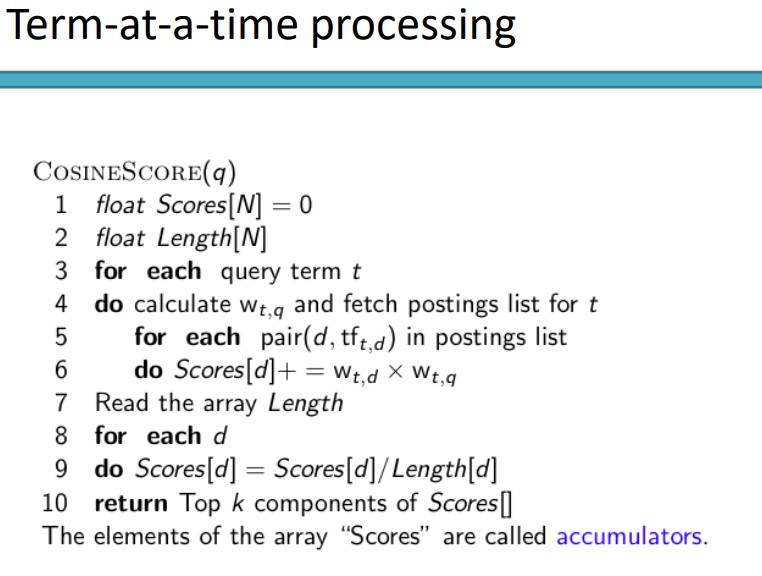 Term-at-a-time processing
COSINESCORE(q)
1 float Scores[N] = 0
2 float Length[N]
3 for each query term t
4 do calculate w_{t,q} and fetch postings list for t
5 for each pair(d, tf_{t,d}) in postings list
6 do Scores[d]+ = w_{t,d} × w_{t,q}
7 Read the array Length
8 for each d
9 do Scores[d] = Scores[d]/Length[d]
10 return Top k components of Scores[]
The elements of the array “Scores” are called accumulators.